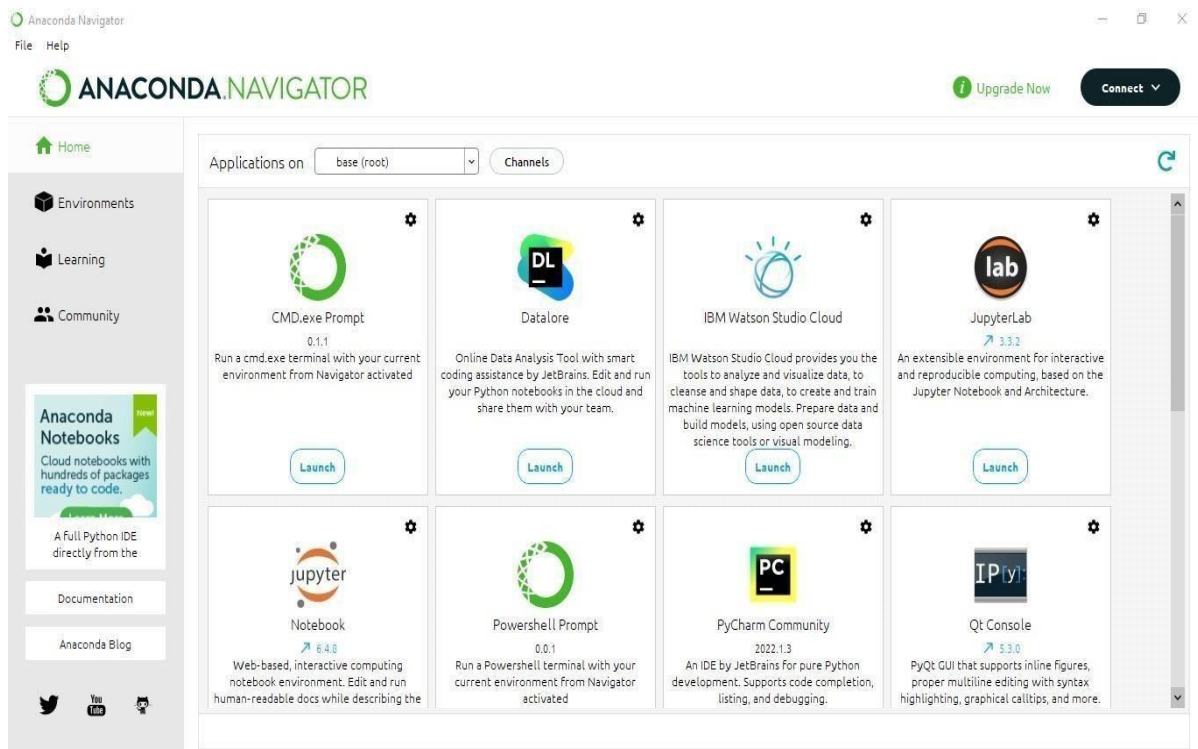 Anaconda Navigator
File Help
ANACONDA.NAVIGATOR
Upgrade Now
Connect
Home
Environments
Learning
Community
Anaconda
Notebooks
New!
Cloud notebooks with
hundreds of packages
ready to code.
Learn More
A full Python IDE
directly from the
Documentation
Anaconda Blog
You
Tube
Applications on base (root) Channels
CMD.exe Prompt
0.1.1
Run a cmd.exe terminal with your current
environment from Navigator activated
Launch
DL
Datalore
Online Data Analysis Tool with smart
coding assistance by JetBrains. Edit and run
your Python notebooks in the cloud and
share them with your team.
Launch
IBM Watson Studio Cloud
IBM Watson Studio Cloud provides you the
tools to analyze and visualize data, to
cleanse and shape data, to create and train
machine learning models. Prepare data and
build models, using open source data
science tools or visual modeling.
Launch
lab
JupyterLab
3.3.2
An extensible environment for interactive
and reproducible computing, based on the
Jupyter Notebook and Architecture.
Launch
jupyter
Notebook
6.4.8
Web-based, interactive computing
notebook environment. Edit and run
human-readable docs while describing the
Powershell Prompt
0.0.1
Run a Powershell terminal with your
current environment from Navigator
activated
PC
PyCharm Community
2022.1.3
An IDE by JetBrains for pure Python
development. Supports code completion,
listing, and debugging.
IP[y]:
Qt Console
5.3.0
PyQt GUI that supports inline figures,
proper multiline editing with syntax
highlighting, graphical calltips, and more.